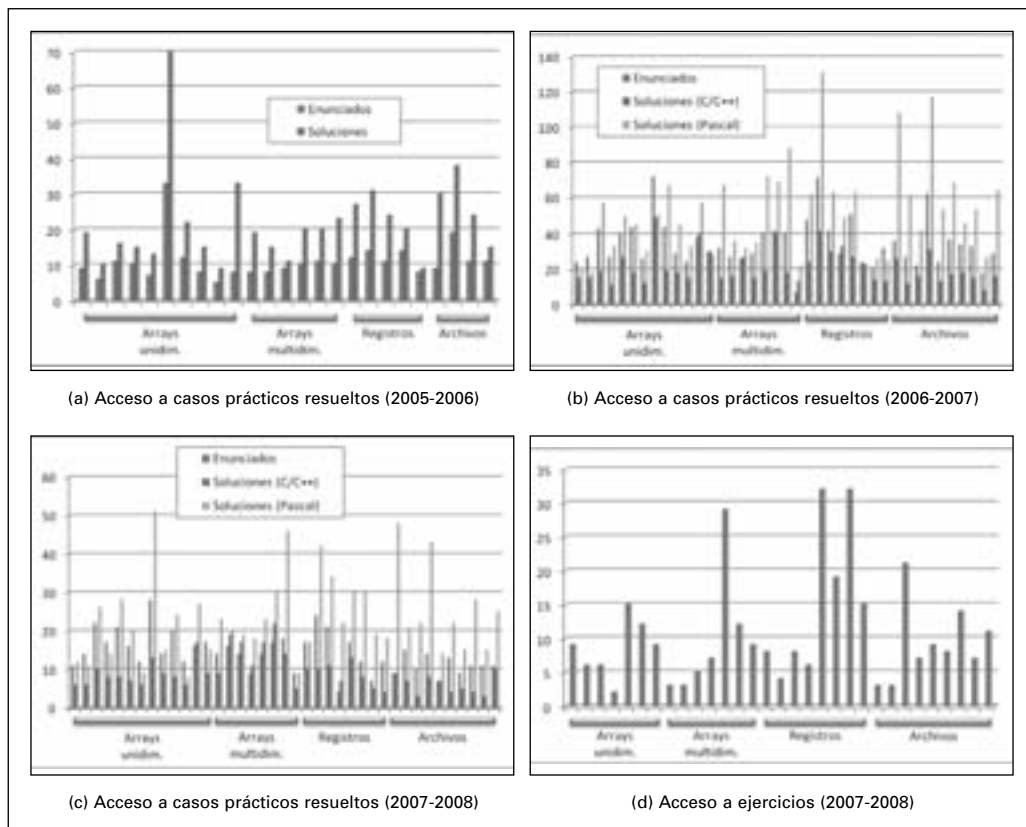 70
60
50
40
30
20
10
0
Enunciados
Soluciones
Arrays unidim.
Arrays multidim.
Registros
Archivos
(a) Acceso a casos prácticos resueltos (2005-2006)
140
120
100
80
60
40
20
0
Enunciados
Soluciones (C/C++)
Soluciones (Pascal)
Arrays unidim.
Arrays multidim.
Registros
Archivos
(b) Acceso a casos prácticos resueltos (2006-2007)
60
50
40
30
20
10
0
Enunciados
Soluciones (C/C++)
Soluciones (Pascal)
Arrays unidim.
Arrays multidim.
Registros
Archivos
(c) Acceso a casos prácticos resueltos (2007-2008)
35
30
25
20
15
10
5
0
Arrays unidim.
Arrays multidim.
Registros
Archivos
(d) Acceso a ejercicios (2007-2008)